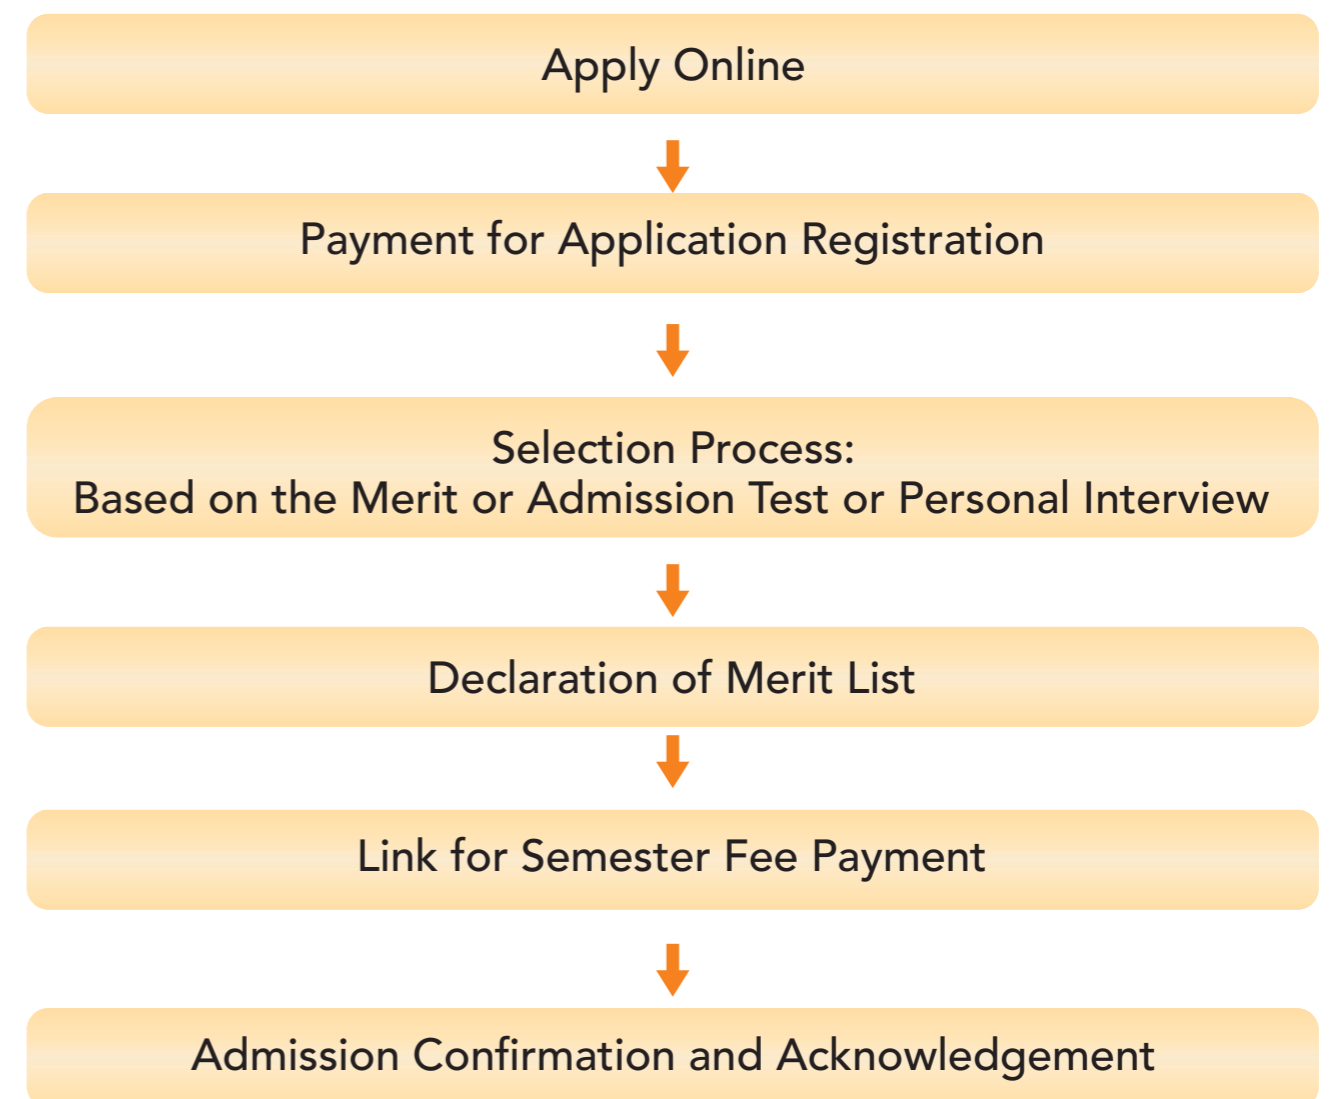 Apply Online
Payment for Application Registration
Selection Process:
Based on the Merit or Admission Test or Personal Interview
Declaration of Merit List
Link for Semester Fee Payment
Admission Confirmation and Acknowledgement